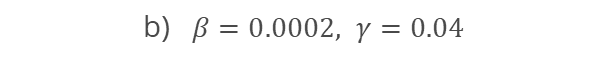 b) β = 0.0002, γ = 0.04